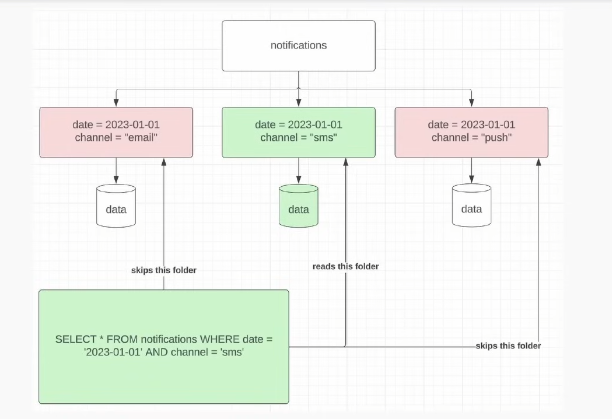 notifications
date = 2023-01-01
channel = "email"
date = 2023-01-01
channel = "sms"
date = 2023-01-01
channel = "push"
data
data
data
skips this folder
reads this folder
skips this folder
SELECT * FROM notifications WHERE date =
'2023-01-01' AND channel = 'sms'